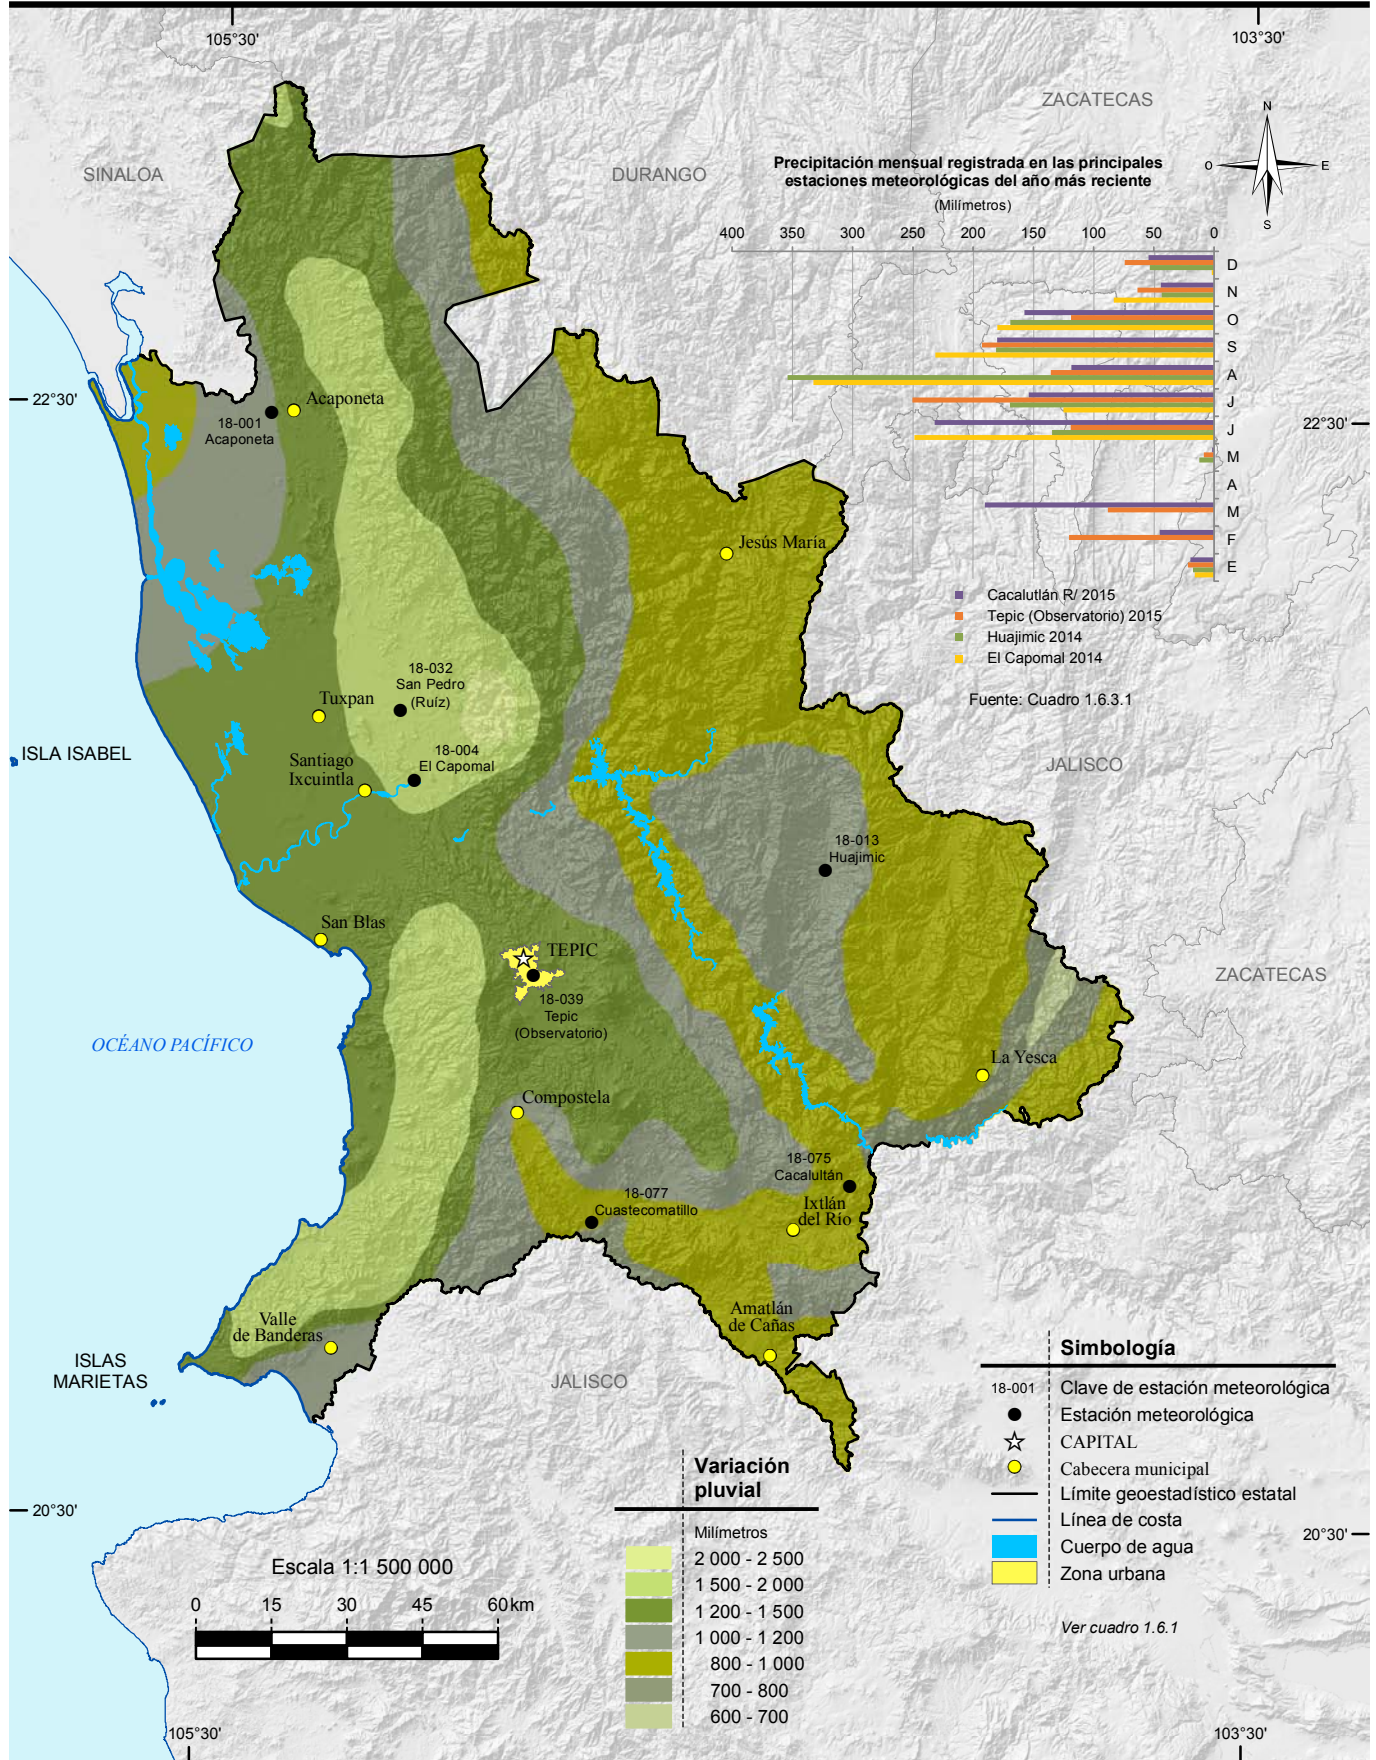 105°30'
103°30'
ZACATECAS
N
O
E
S
SINALOA
DURANGO
Precipitación mensual registrada en las principales
estaciones meteorológicas del año más reciente
(Milímetros)
400 350 300 250 200 150 100 50 0
D
N
O
S
A
J
J
M
A
M
F
E
Cacalutlán R/ 2015
Tepic (Observatorio) 2015
Huajimic 2014
El Capomal 2014
Fuente: Cuadro 1.6.3.1
22°30'
22°30'
Acaponeta
18-001
Acaponeta
Jesús María
18-032
San Pedro
(Ruíz)
Tuxpan
18-004
El Capomal
Santiago
Ixcuintla
ISLA ISABEL
JALISCO
18-013
Huajimic
San Blas
TEPIC
18-039
Tepic
(Observatorio)
ZACATECAS
OCÉANO PACÍFICO
La Yesca
Compostela
18-075
Cacalultán
18-077
Cuastecomatillo
Ixtlán
del Río
Valle
de Banderas
Amatlán
de Cañas
ISLAS
MARIETAS
JALISCO
Simbología
18-001 Clave de estación meteorológica
Estación meteorológica
CAPITAL
Cabecera municipal
Límite geoestadístico estatal
Línea de costa
Cuerpo de agua
Zona urbana
Ver cuadro 1.6.1
Variación
pluvial
Milímetros
2 000 - 2 500
1 500 - 2 000
1 200 - 1 500
1 000 - 1 200
800 - 1 000
700 - 800
600 - 700
20°30'
20°30'
Escala 1:1 500 000
0 15 30 45 60 km
105°30'
103°30'